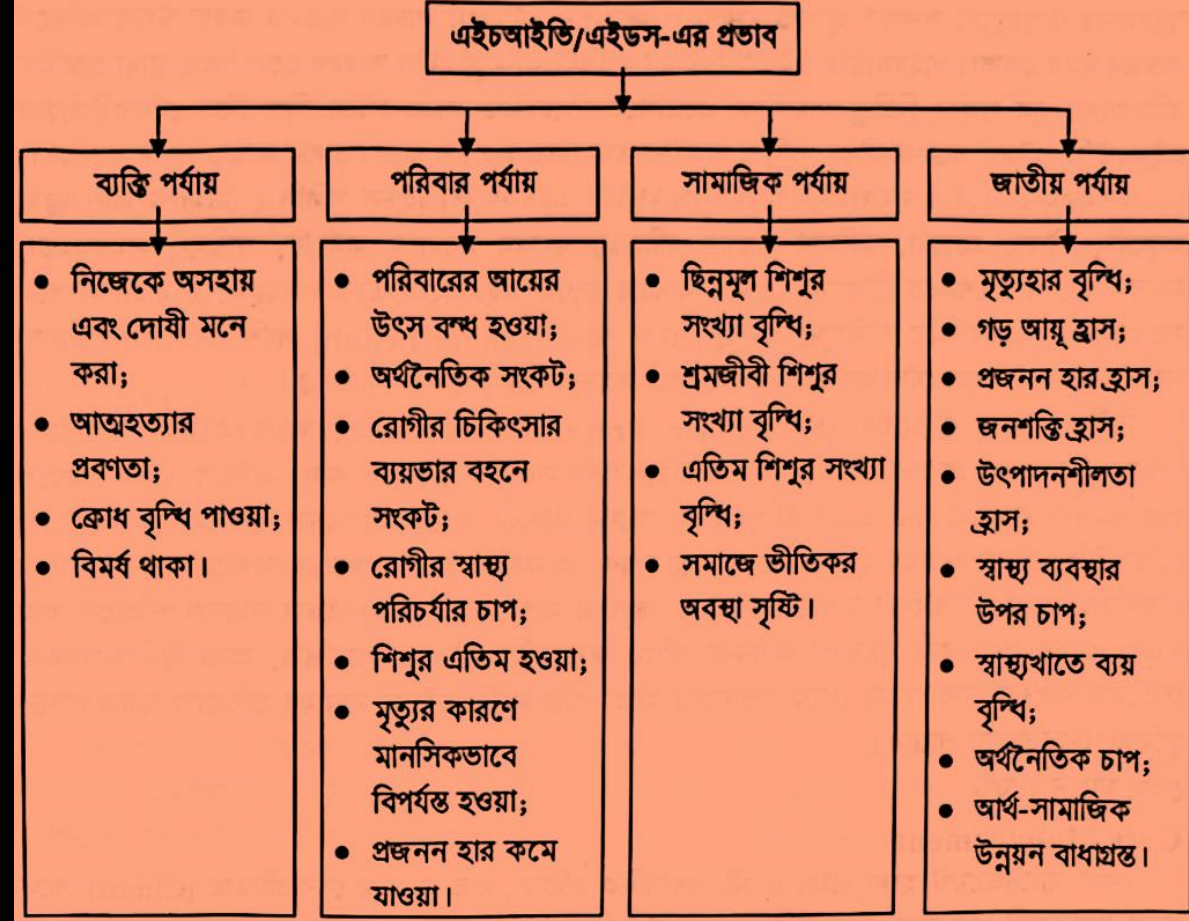 এইচআইভি/এইডস-এর প্রভাব
ব্যক্তি পর্যায়
পরিবার পর্যায়
সামাজিক পর্যায়
জাতীয় পর্যায়
• নিজেকে অসহায়
এবং দোষী মনে
করা;
• আত্মহত্যার
প্রবণতা;
• ক্রোধ বৃদ্ধি পাওয়া;
• বিমর্ষ থাকা।
• পরিবারের আয়ের
উৎস বন্ধ হওয়া;
• অর্থনৈতিক সংকট;
• রোগীর চিকিৎসার
ব্যয়ভার বহনে
সংকট;
• রোগীর স্বাস্থ্য
পরিচর্যার চাপ;
• শিশুর এতিম হওয়া;
• মৃত্যুর কারণে
মানসিকভাবে
বিপর্যস্ত হওয়া;
• প্রজনন হার কমে
যাওয়া।
• ছিন্নমূল শিশুর
সংখ্যা বৃদ্ধি;
• শ্রমজীবী শিশুর
সংখ্যা বৃদ্ধি;
• এতিম শিশুর সংখ্যা
বৃদ্ধি;
• সমাজে ভীতিকর
অবস্থা সৃষ্টি।
• মৃত্যুহার বৃদ্ধি;
• গড় আয়ূ হ্রাস;
• প্রজনন হার হ্রাস;
• জনশক্তি হ্রাস;
• উৎপাদনশীলতা
হ্রাস;
• স্বাস্থ্য ব্যবস্থার
উপর চাপ;
• স্বাস্থ্যখাতে ব্যয়
বৃদ্ধি;
• অর্থনৈতিক চাপ;
• আর্থ-সামাজিক
উন্নয়ন বাধাগ্রস্ত।